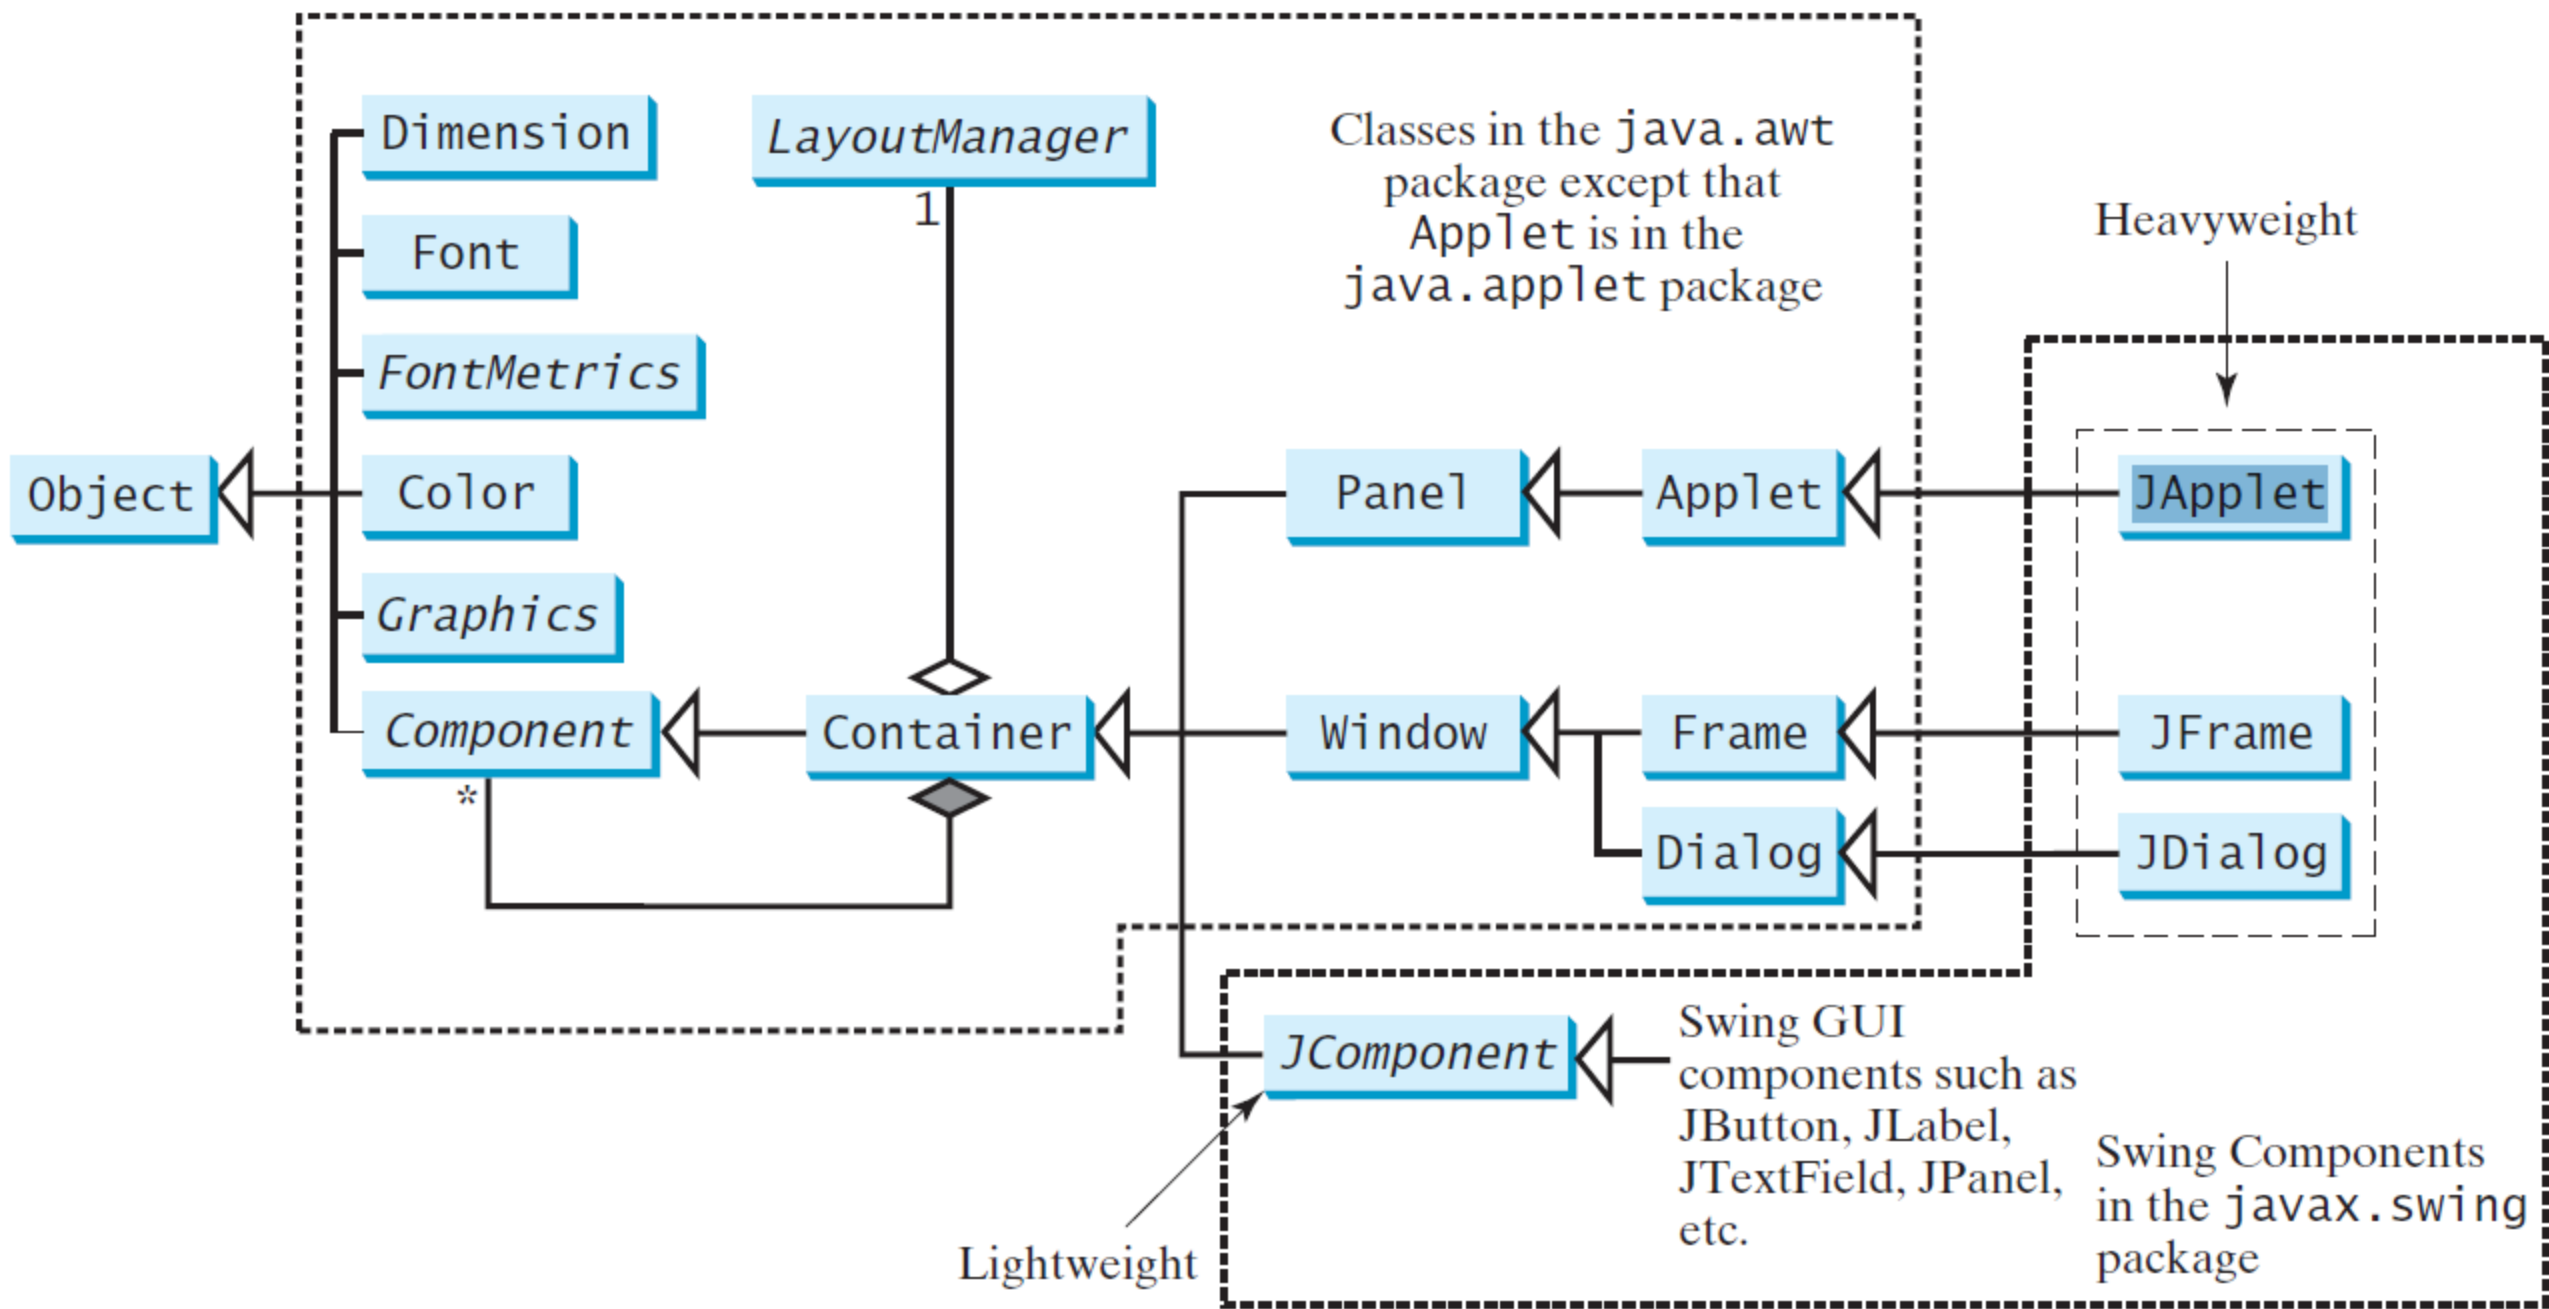 Dimension
LayoutManager
1
Classes in the java.awt
package except that
Applet is in the
java.applet package
Heavyweight
Font
FontMetrics
Object
Color
Panel
Applet
JApplet
Graphics
Component
Container
Window
Frame
JFrame
*
Dialog
JDialog
JComponent
Swing GUI
components such as
JButton, JLabel,
JTextField, JPanel,
etc.
Swing Components
in the javax.swing
package
Lightweight